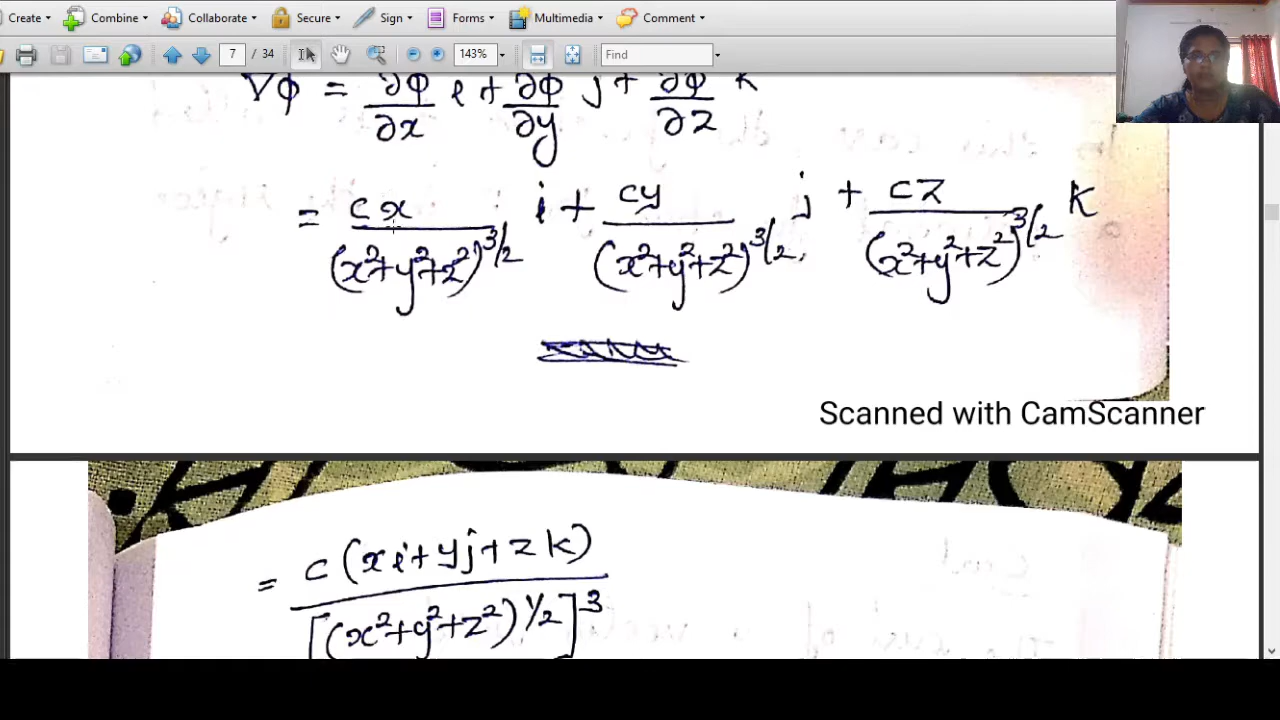 Create Combine Collaborate Secure Sign Forms Multimedia Comment
7 / 34 143% Find
∇φ = ∂φ/∂x i + ∂φ/∂y j + ∂φ/∂z k
= cx/(x²+y²+z²)^3/2 i + cy/(x²+y²+z²)^3/2 j + cz/(x²+y²+z²)^3/2 k
Scanned with CamScanner
= c(xi+yj+zk)/[(x²+y²+z²)^1/2]^3